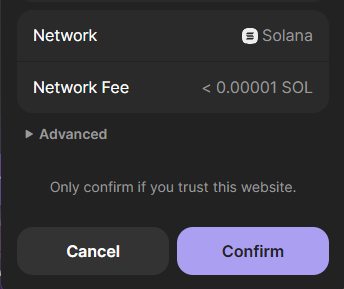 Network Solana
Network Fee < 0.00001 SOL
Advanced
Only confirm if you trust this website.
Cancel Confirm